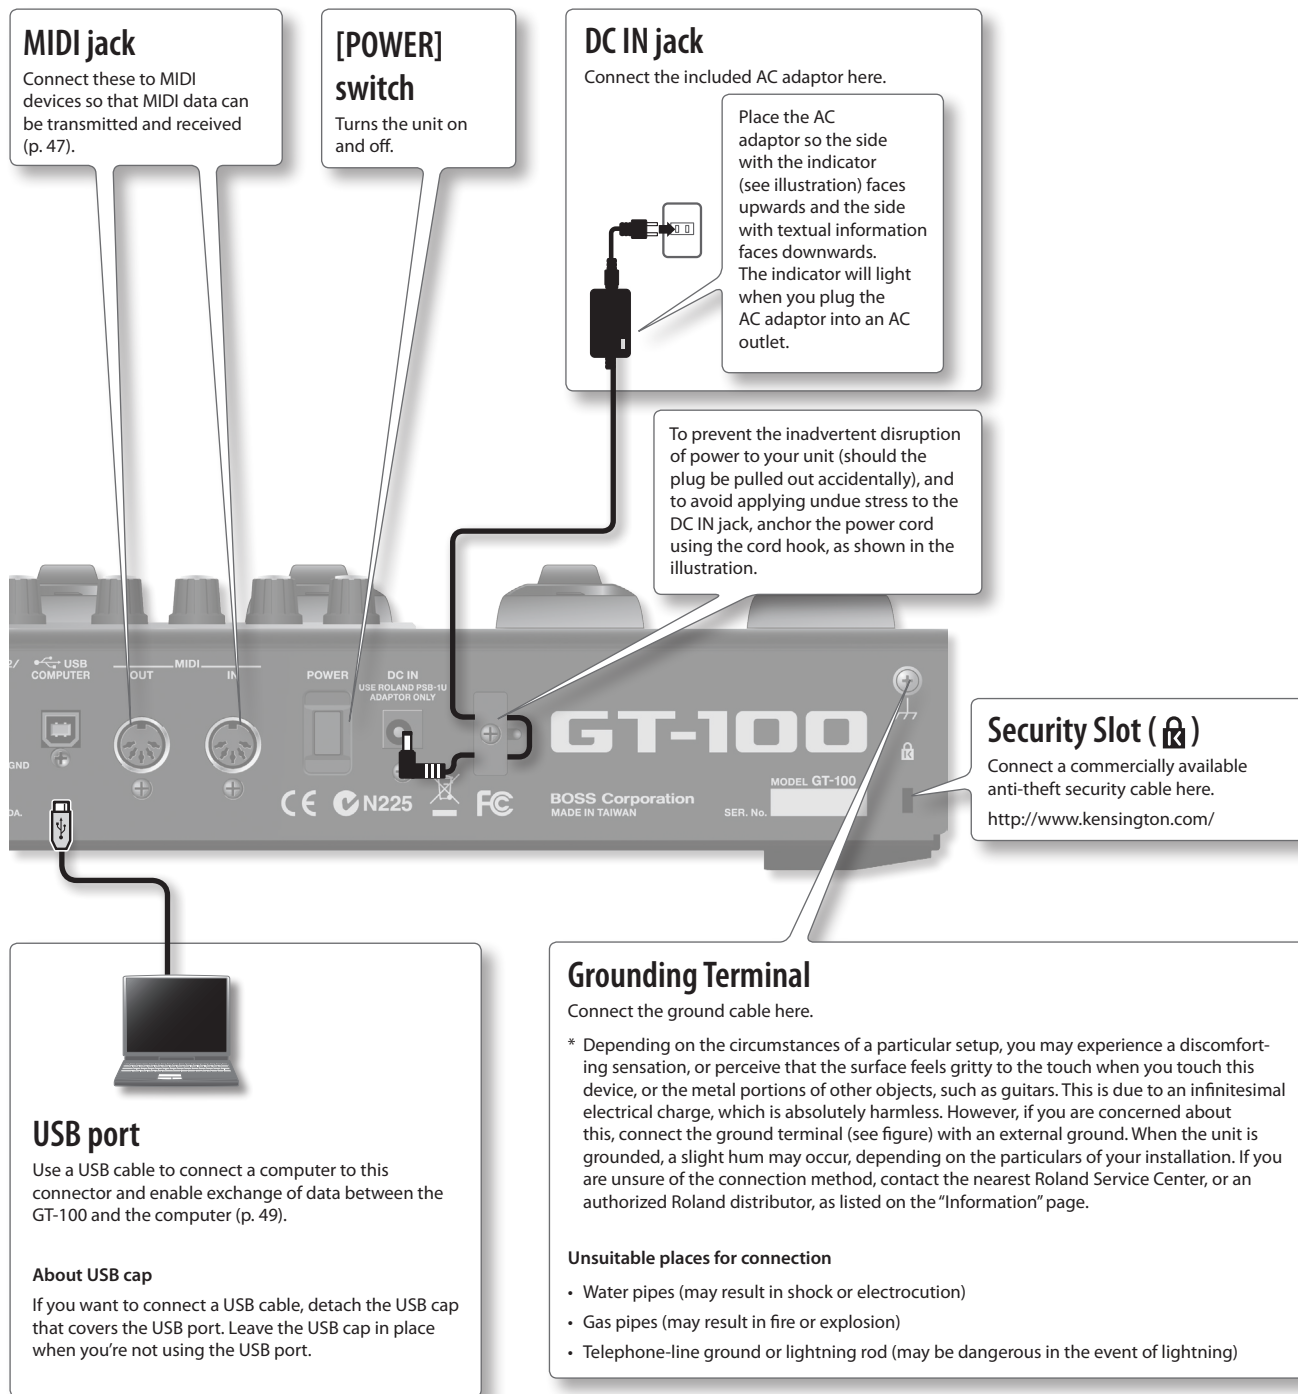 MIDI jack
Connect these to MIDI
devices so that MIDI data can
be transmitted and received
(p. 47).
[POWER]
switch
Turns the unit on
and off.
DC IN jack
Connect the included AC adaptor here.
Place the AC
adaptor so the side
with the indicator
(see illustration) faces
upwards and the side
with textual information
faces downwards.
The indicator will light
when you plug the
AC adaptor into an AC
outlet.
To prevent the inadvertent disruption
of power to your unit (should the
plug be pulled out accidentally), and
to avoid applying undue stress to the
DC IN jack, anchor the power cord
using the cord hook, as shown in the
illustration.
2/
USB
COMPUTER
MIDI
OUT
IN
POWER
DC IN
USE ROLAND PSB-1U
ADAPTOR ONLY
GND
DA.
CE
N225
FC
GT-100
BOSS Corporation
MADE IN TAIWAN
MODEL GT-100
SER. No.
K
Security Slot ( K )
Connect a commercially available
anti-theft security cable here.
http://www.kensington.com/
USB port
Use a USB cable to connect a computer to this
connector and enable exchange of data between the
GT-100 and the computer (p. 49).
About USB cap
If you want to connect a USB cable, detach the USB cap
that covers the USB port. Leave the USB cap in place
when you're not using the USB port.
Grounding Terminal
Connect the ground cable here.
* Depending on the circumstances of a particular setup, you may experience a discomfort-
ing sensation, or perceive that the surface feels gritty to the touch when you touch this
device, or the metal portions of other objects, such as guitars. This is due to an infinitesimal
electrical charge, which is absolutely harmless. However, if you are concerned about
this, connect the ground terminal (see figure) with an external ground. When the unit is
grounded, a slight hum may occur, depending on the particulars of your installation. If you
are unsure of the connection method, contact the nearest Roland Service Center, or an
authorized Roland distributor, as listed on the “Information” page.
Unsuitable places for connection
• Water pipes (may result in shock or electrocution)
• Gas pipes (may result in fire or explosion)
• Telephone-line ground or lightning rod (may be dangerous in the event of lightning)